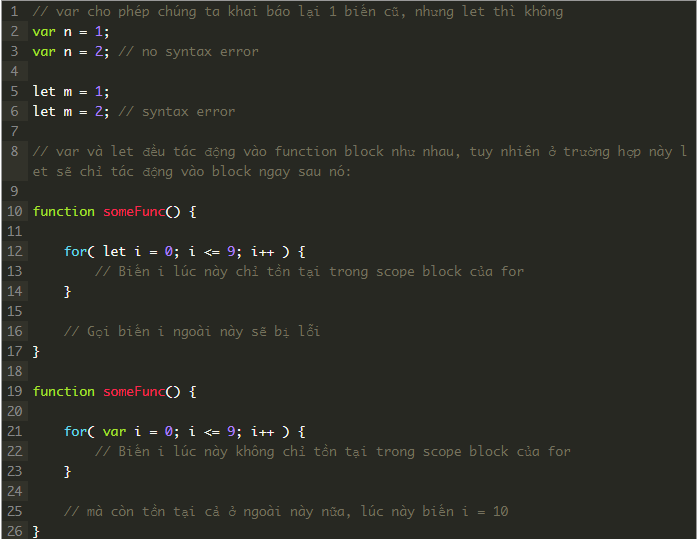 1 // var cho phép chúng ta khai báo lại 1 biến cũ, nhưng let thì không
2 var n = 1;
3 var n = 2; // no syntax error
4
5 let m = 1;
6 let m = 2; // syntax error
7
8 // var và let đều tác động vào function block như nhau, tuy nhiên ở trường hợp này l
et sẽ chỉ tác động vào block ngay sau nó:
9
10 function someFunc() {
11
12 for( let i = 0; i <= 9; i++ ) {
13 // Biến i lúc này chỉ tồn tại trong scope block của for
14 }
15
16 // Gọi biến i ngoài này sẽ bị lỗi
17 }
18
19 function someFunc() {
20
21 for( var i = 0; i <= 9; i++ ) {
22 // Biến i lúc này không chỉ tồn tại trong scope block của for
23 }
24
25 // mà còn tồn tại cả ở ngoài này nữa, lúc này biến i = 10
26 }